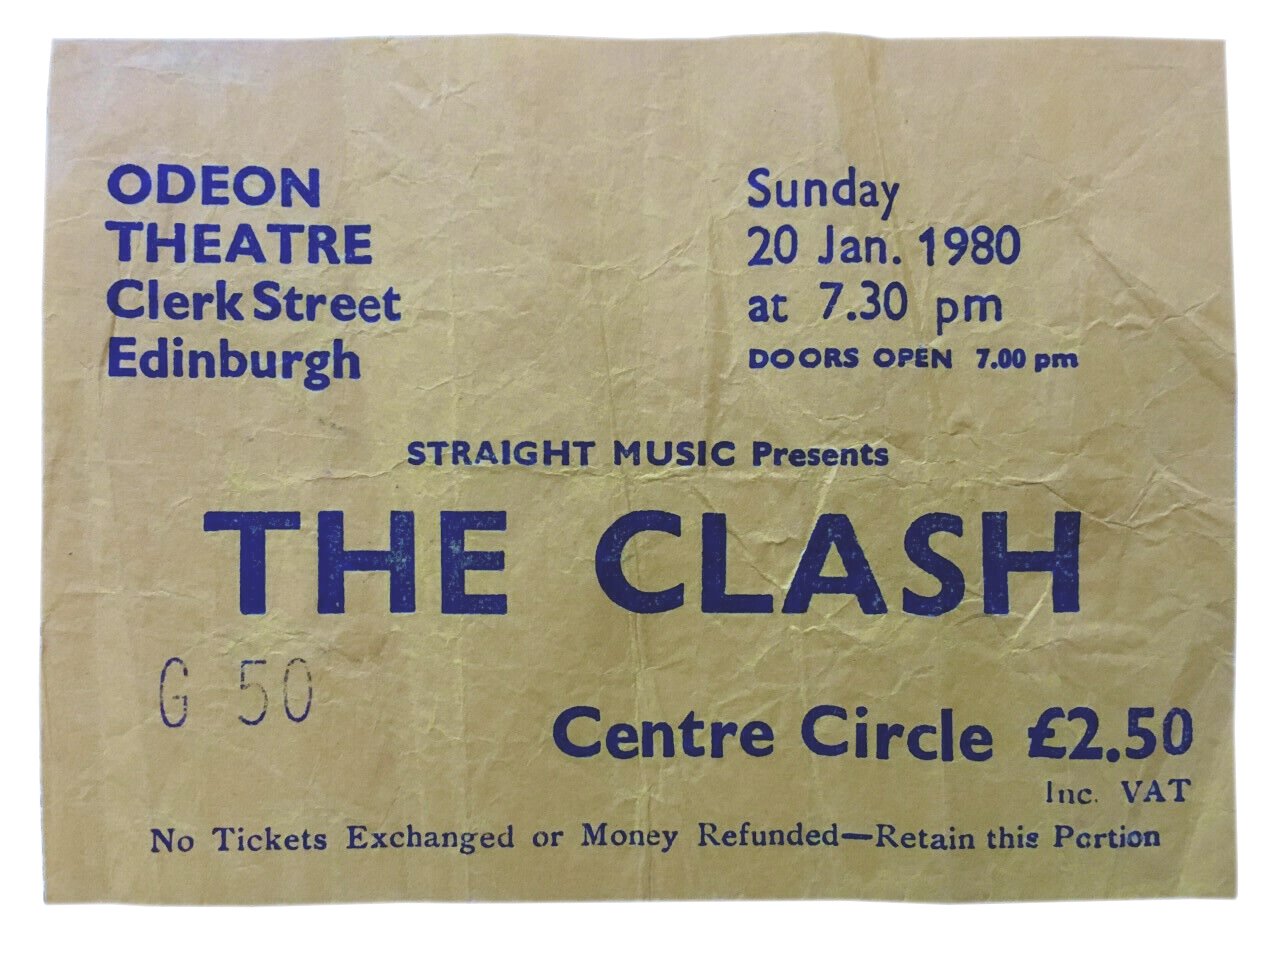 ODEON
THEATRE
Clerk Street
Edinburgh
Sunday
20 Jan. 1980
at 7.30 pm
DOORS OPEN 7.00 pm
STRAIGHT MUSIC Presents
THE CLASH
G 50
Centre Circle £2.50
Inc. VAT
No Tickets Exchanged or Money Refunded—Retain this Portion